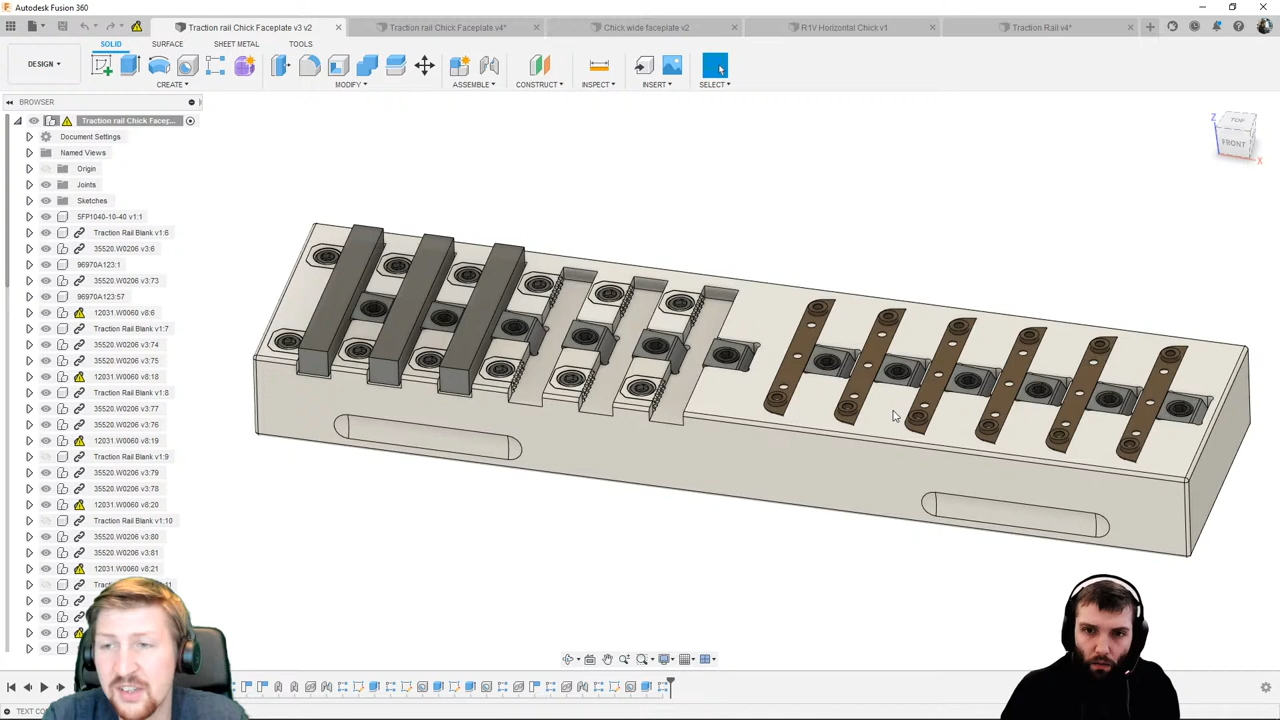 Autodesk Fusion 360
Traction rail Chick Faceplate v3 v2
Traction rail Chick Faceplate v4*
Chick wide faceplate v2
R1V Horizontal Chick v1
Traction Rail v4*
SOLID
SURFACE
SHEET METAL
TOOLS
DESIGN
CREATE
MODIFY
ASSEMBLE
CONSTRUCT
INSPECT
INSERT
SELECT
BROWSER
Traction rail Chick Facep...
Document Settings
Named Views
Origin
Joints
Sketches
5FP1040-10-40 v1:1
Traction Rail Blank v1:6
35520.W0206 v3:6
96970A123:1
35520.W0206 v3:73
96970A123:57
12031.W0060 v8:6
Traction Rail Blank v1:7
35520.W0206 v3:74
35520.W0206 v3:75
12031.W0060 v8:18
Traction Rail Blank v1:8
35520.W0206 v3:77
35520.W0206 v3:76
12031.W0060 v8:19
Traction Rail Blank v1:9
35520.W0206 v3:79
35520.W0206 v3:78
12031.W0060 v8:20
Traction Rail Blank v1:10
35520.W0206 v3:80
35520.W0206 v3:81
12031.W0060 v8:21
TOP
FRONT
Z
X
TEXT CO